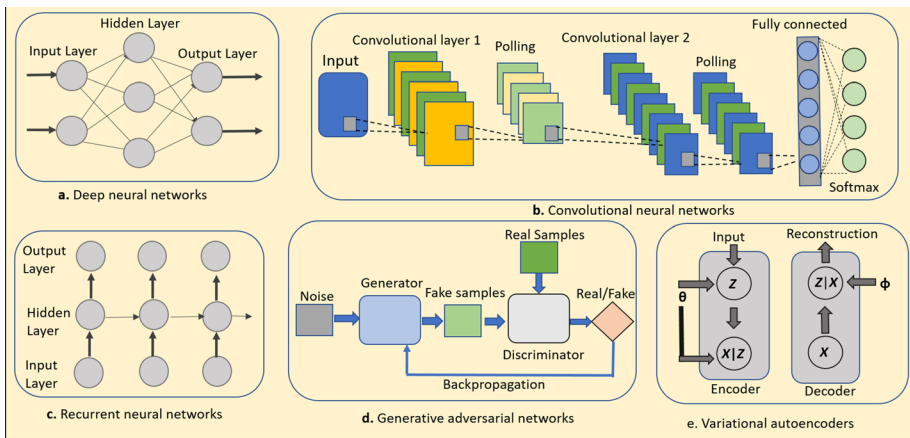 Hidden Layer
Input Layer
Output Layer
a. Deep neural networks
Input
Convolutional layer 1
Polling
Convolutional layer 2
Polling
Fully connected
Softmax
b. Convolutional neural networks
Output
Layer
Hidden
Layer
Input
Layer
c. Recurrent neural networks
Real Samples
Noise
Generator
Fake samples
Real/Fake
Discriminator
Backpropagation
d. Generative adversarial networks
Input
Reconstruction
θ
Z
X|Z
Z|X
ϕ
X
Encoder
Decoder
e. Variational autoencoders